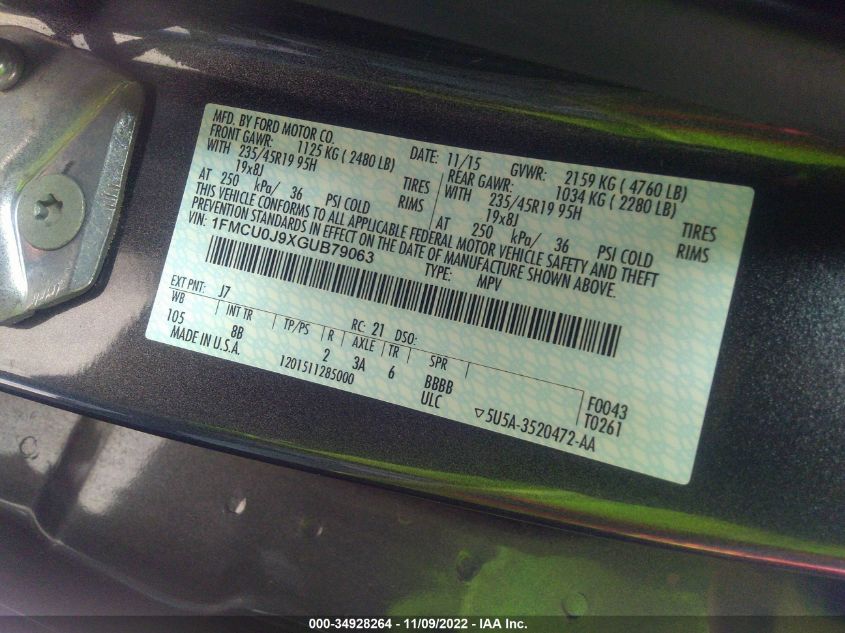 MFD. BY FORD MOTOR CO. DATE: 11/15 GVWR: 2159 KG ( 4760 LB)
FRONT GAWR: 1125 KG ( 2480 LB) REAR GAWR: 1034 KG ( 2280 LB)
WITH 235/45R19 95H TIRES WITH 235/45R19 95H TIRES
19x8J RIMS 19x8J RIMS
AT 250 kPa/ 36 PSI COLD AT 250 kPa/ 36 PSI COLD
THIS VEHICLE CONFORMS TO ALL APPLICABLE FEDERAL MOTOR VEHICLE SAFETY AND THEFT
PREVENTION STANDARDS IN EFFECT ON THE DATE OF MANUFACTURE SHOWN ABOVE.
VIN: 1FMCU0J9XGUB79063
TYPE: MPV
EXT PNT: J7 RC: 21 DSO:
WB INT TR TP/PS R AXLE TR SPR
105 8B 2 3A 6 BBBB F0043
MADE IN U.S.A. 1201511285000 ULC T0261
▽5U5A-3520472-AA
000-34928264 - 11/09/2022 - IAA Inc.